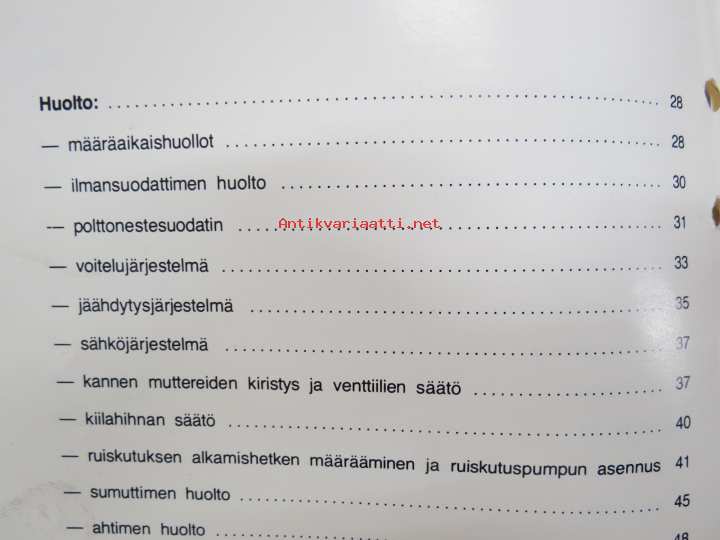 Huolto: 28
— määräaikaishuollot 28
— ilmansuodattimen huolto 30
— polttonestesuodatin 31
Antikvariaatti.net
— voitelujärjestelmä 33
— jäähdytysjärjestelmä 35
— sähköjärjestelmä 37
— kannen muttereiden kiristys ja venttiilien säätö 37
— kiilahihnan säätö 40
— ruiskutuksen alkamishetken määrääminen ja ruiskutuspumpun asennus 41
— sumuttimen huolto 45
— ahtimen huolto 48